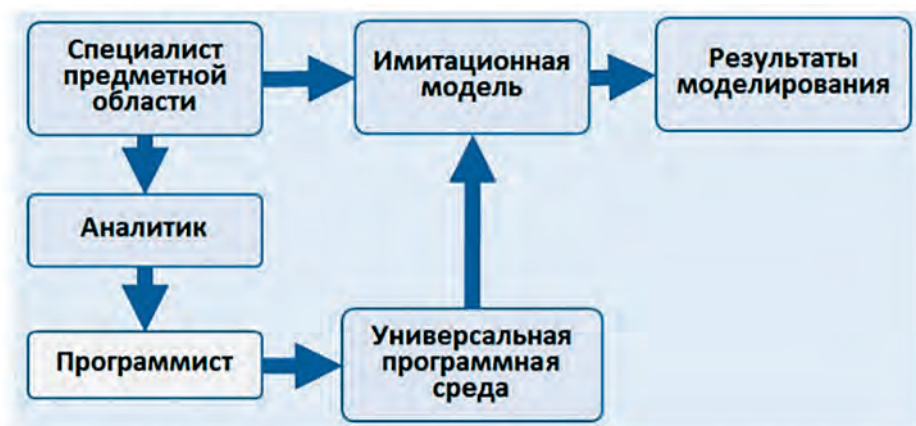 Специалист
предметной
области
Имитационная
модель
Результаты
моделирования
Аналитик
Программист
Универсальная
программная
среда